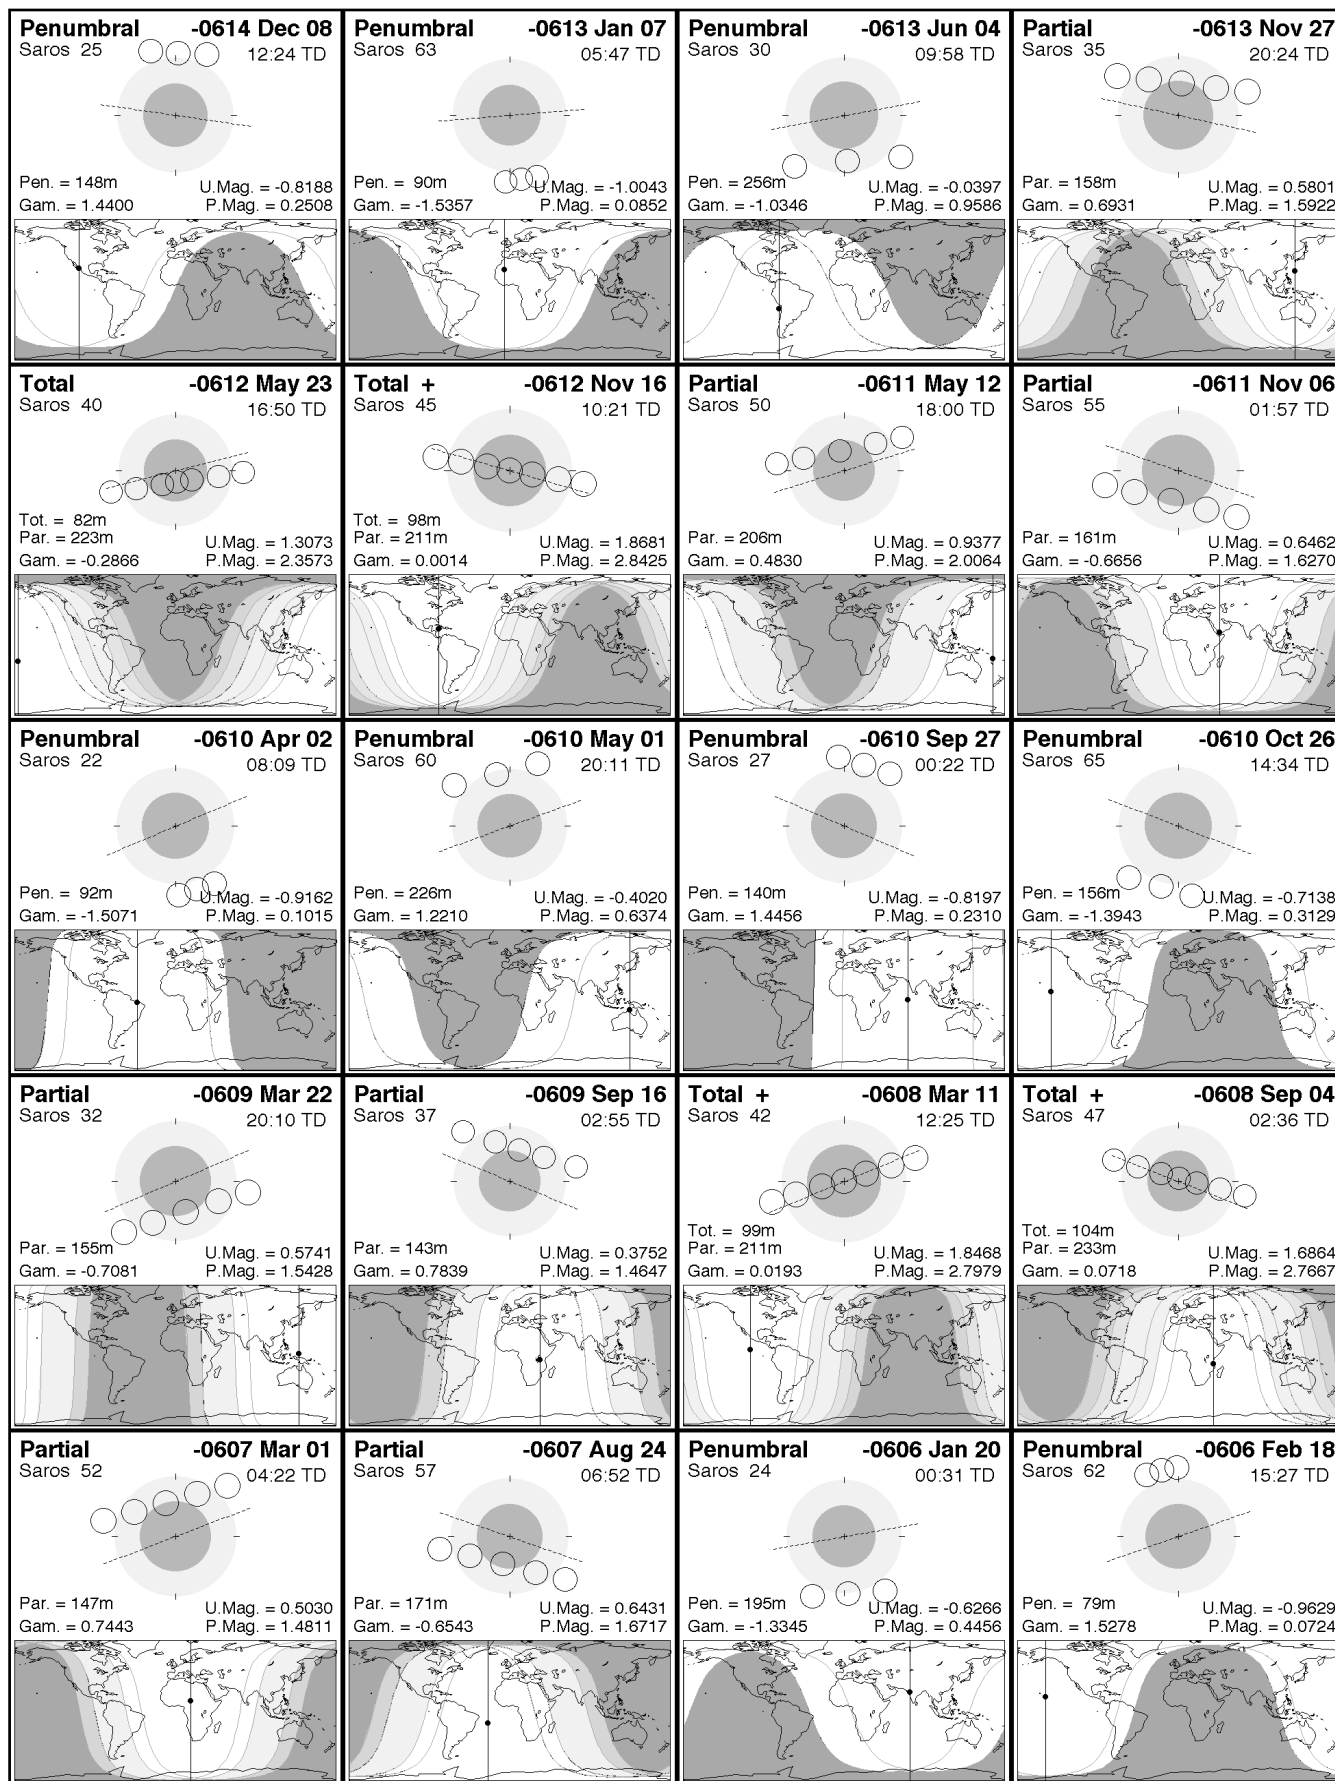 Penumbral -0614 Dec 08
Saros 25 12:24 TD
Pen. = 148m U.Mag. = -0.8188
Gam. = 1.4400 P.Mag. = 0.2508
Penumbral -0613 Jan 07
Saros 63 05:47 TD
Pen. = 90m U.Mag. = -1.0043
Gam. = -1.5357 P.Mag. = 0.0852
Penumbral -0613 Jun 04
Saros 30 09:58 TD
Pen. = 256m U.Mag. = -0.0397
Gam. = -1.0346 P.Mag. = 0.9586
Partial -0613 Nov 27
Saros 35 20:24 TD
Par. = 158m U.Mag. = 0.5801
Gam. = 0.6931 P.Mag. = 1.5922
Total -0612 May 23
Saros 40 16:50 TD
Tot. = 82m
Par. = 223m U.Mag. = 1.3073
Gam. = -0.2866 P.Mag. = 2.3573
Total + -0612 Nov 16
Saros 45 10:21 TD
Tot. = 98m
Par. = 211m U.Mag. = 1.8681
Gam. = 0.0014 P.Mag. = 2.8425
Partial -0611 May 12
Saros 50 18:00 TD
Par. = 206m U.Mag. = 0.9377
Gam. = 0.4830 P.Mag. = 2.0064
Partial -0611 Nov 06
Saros 55 01:57 TD
Par. = 161m U.Mag. = 0.6462
Gam. = -0.6656 P.Mag. = 1.6270
Penumbral -0610 Apr 02
Saros 22 08:09 TD
Pen. = 92m U.Mag. = -0.9162
Gam. = -1.5071 P.Mag. = 0.1015
Penumbral -0610 May 01
Saros 60 20:11 TD
Pen. = 226m U.Mag. = -0.4020
Gam. = 1.2210 P.Mag. = 0.6374
Penumbral -0610 Sep 27
Saros 27 00:22 TD
Pen. = 140m U.Mag. = -0.8197
Gam. = 1.4456 P.Mag. = 0.2310
Penumbral -0610 Oct 26
Saros 65 14:34 TD
Pen. = 156m U.Mag. = -0.7138
Gam. = -1.3943 P.Mag. = 0.3129
Partial -0609 Mar 22
Saros 32 20:10 TD
Par. = 155m U.Mag. = 0.5741
Gam. = -0.7081 P.Mag. = 1.5428
Partial -0609 Sep 16
Saros 37 02:55 TD
Par. = 143m U.Mag. = 0.3752
Gam. = 0.7839 P.Mag. = 1.4647
Total + -0608 Mar 11
Saros 42 12:25 TD
Tot. = 99m
Par. = 211m U.Mag. = 1.8468
Gam. = 0.0193 P.Mag. = 2.7979
Total + -0608 Sep 04
Saros 47 02:36 TD
Tot. = 104m
Par. = 233m U.Mag. = 1.6864
Gam. = 0.0718 P.Mag. = 2.7667
Partial -0607 Mar 01
Saros 52 04:22 TD
Par. = 147m U.Mag. = 0.5030
Gam. = 0.7443 P.Mag. = 1.4811
Partial -0607 Aug 24
Saros 57 06:52 TD
Par. = 171m U.Mag. = 0.6431
Gam. = -0.6543 P.Mag. = 1.6717
Penumbral -0606 Jan 20
Saros 24 00:31 TD
Pen. = 195m U.Mag. = -0.6266
Gam. = -1.3345 P.Mag. = 0.4456
Penumbral -0606 Feb 18
Saros 62 15:27 TD
Pen. = 79m U.Mag. = -0.9629
Gam. = 1.5278 P.Mag. = 0.0724